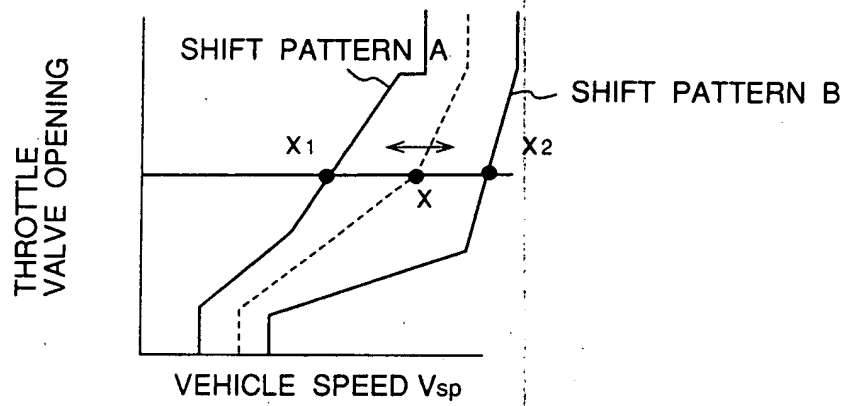 SHIFT PATTERN A
SHIFT PATTERN B
X1
X2
X
THROTTLE
VALVE OPENING
VEHICLE SPEED Vsp